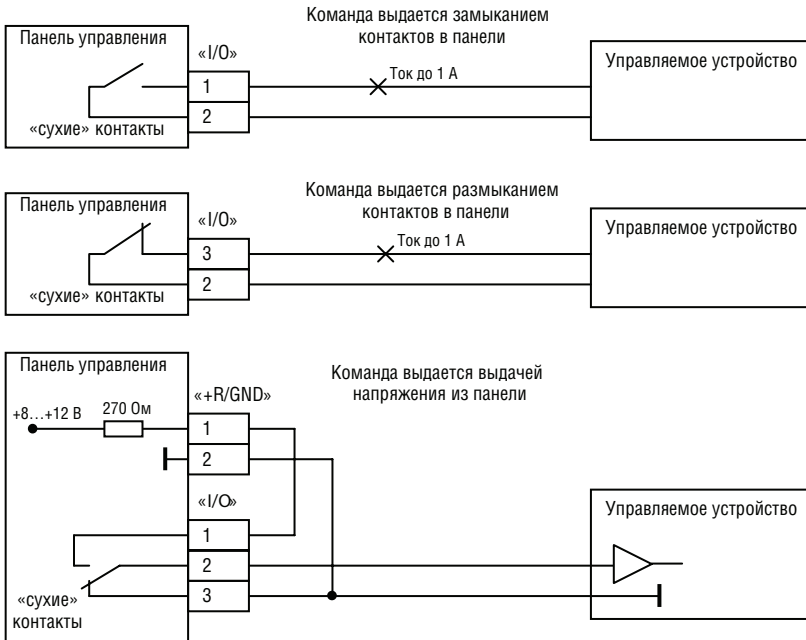 Команда выдается замыканием
контактов в панели
Панель управления
«I/O»
Управляемое устройство
Ток до 1 А
1
2
«сухие» контакты
Команда выдается размыканием
контактов в панели
Панель управления
«I/O»
Управляемое устройство
Ток до 1 А
3
2
«сухие» контакты
Панель управления
Команда выдается выдачей
напряжения из панели
«+R/GND»
+8...+12 В
270 Ом
1
2
«I/O»
Управляемое устройство
1
2
3
«сухие»
контакты